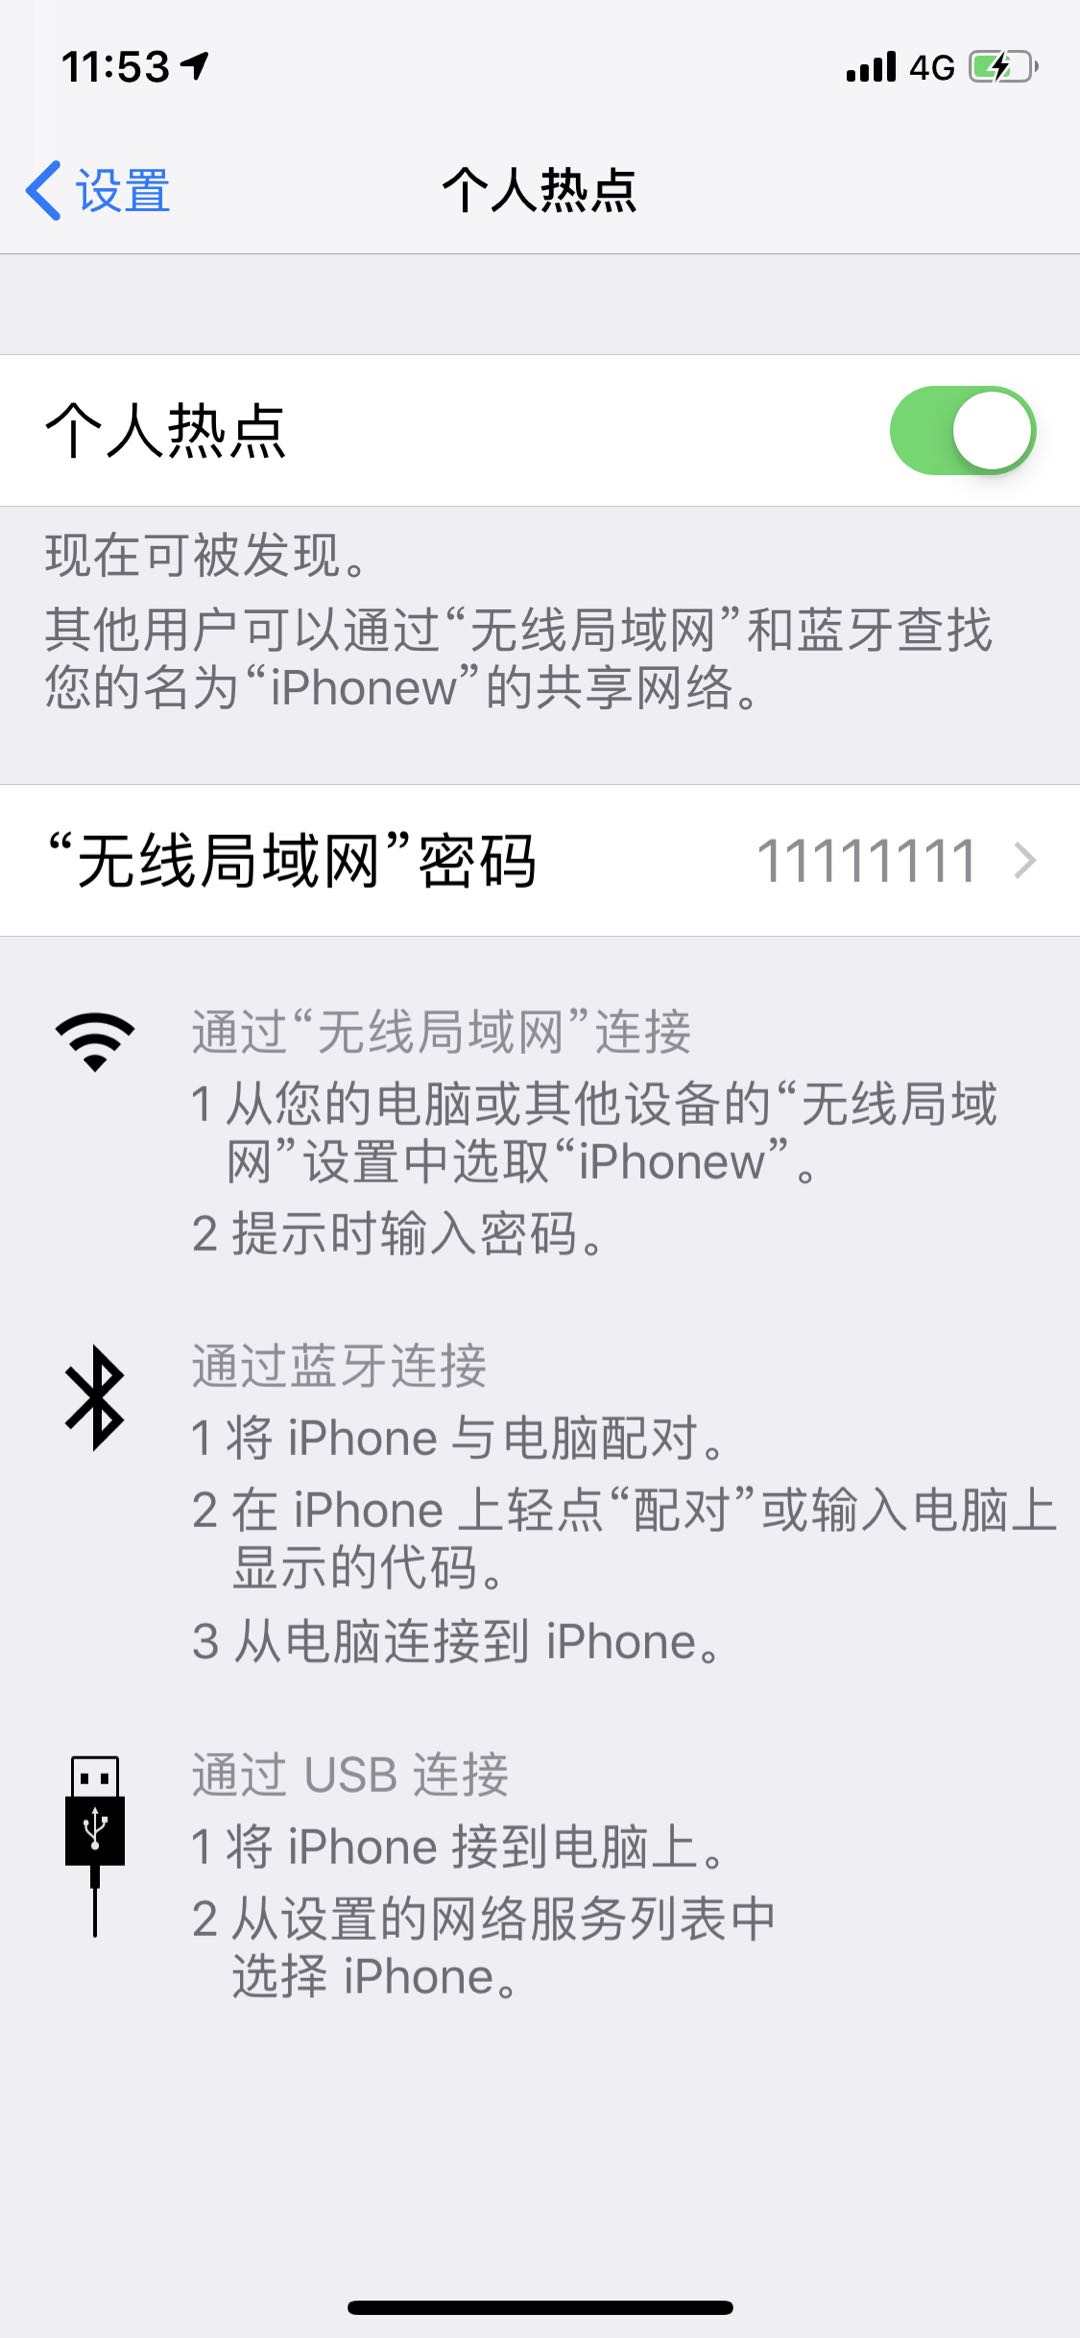 11:53
4G
设置
个人热点
个人热点
现在可被发现。
其他用户可以通过“无线局域网”和蓝牙查找
您的名为“iPhonew”的共享网络。
“无线局域网”密码
11111111
通过“无线局域网”连接
1 从您的电脑或其他设备的“无线局域
网”设置中选取“iPhonew”。
2 提示时输入密码。
通过蓝牙连接
1 将 iPhone 与电脑配对。
2 在 iPhone 上轻点“配对”或输入电脑上
显示的代码。
3 从电脑连接到 iPhone。
通过 USB 连接
1 将 iPhone 接到电脑上。
2 从设置的网络服务列表中
选择 iPhone。